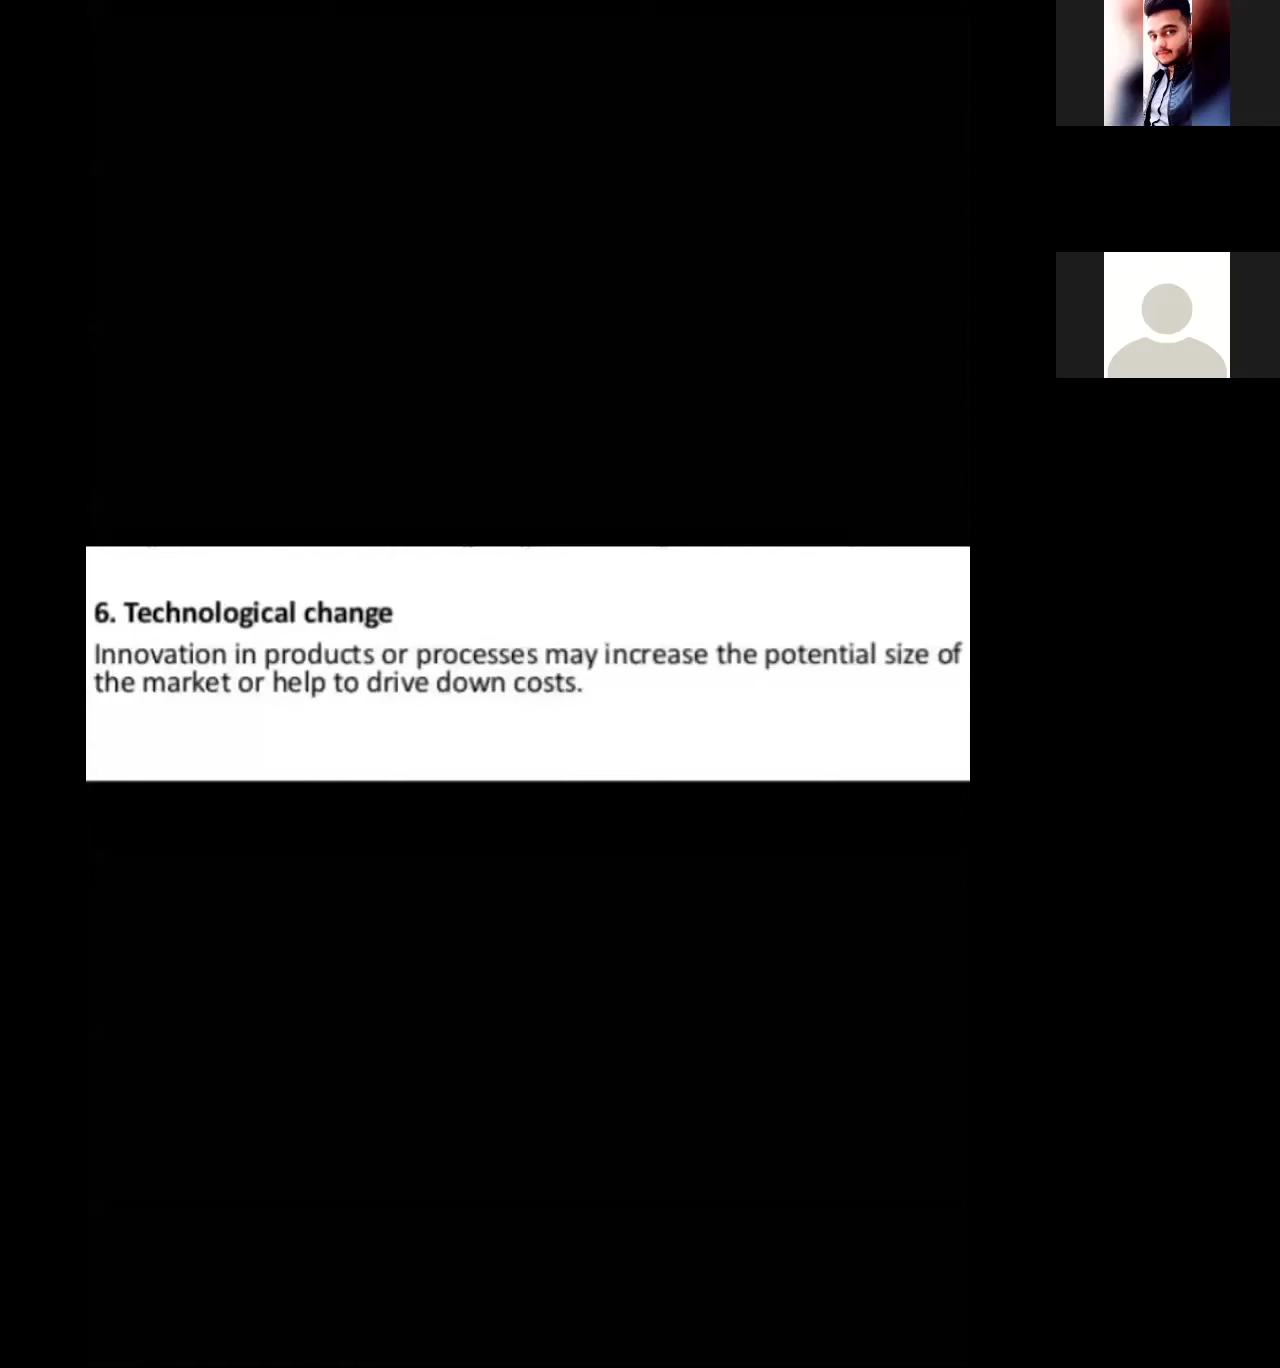 6. Technological change
Innovation in products or processes may increase the potential size of
the market or help to drive down costs.